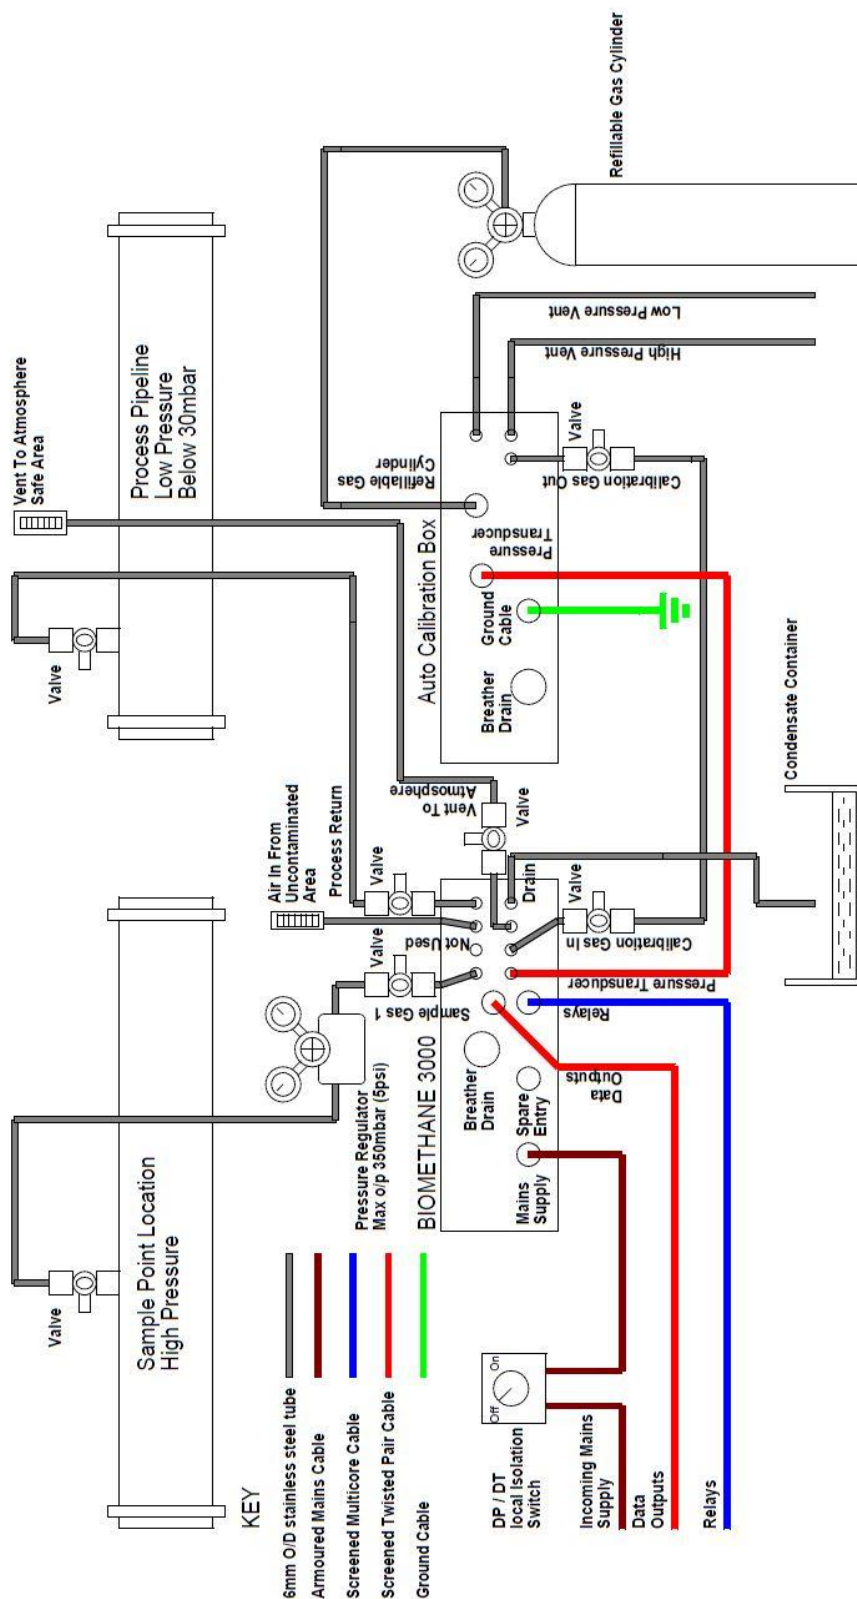 Sample Point Location
High Pressure
Valve
Process Pipeline
Low Pressure
Below 30mbar
Valve
Vent To Atmosphere
Safe Area
KEY
6mm O/D stainless steel tube
Armoured Mains Cable
Screened Multicore Cable
Screened Twisted Pair Cable
Ground Cable
Pressure Regulator
Max o/p 350mbar (5psi)
Air In From
Uncontaminated
Area
Process Return
Valve
Valve
BIOMETHANE 3000
Sample Gas 1
Not Used
Vent To
Atmosphere
Valve
Breather
Drain
Mains
Supply
Spare
Entry
Data
Outputs
Relays
Pressure Transducer
Calibration Gas In
Valve
Drain
Auto Calibration Box
Breather
Drain
Ground
Cable
Pressure
Transducer
Refillable Gas
Cylinder
Calibration Gas Out
Valve
High Pressure Vent
Low Pressure Vent
Refillable Gas Cylinder
DP / DT
local Isolation
Switch
Off
On
Incoming Mains
Supply
Data
Outputs
Relays
Condensate Container